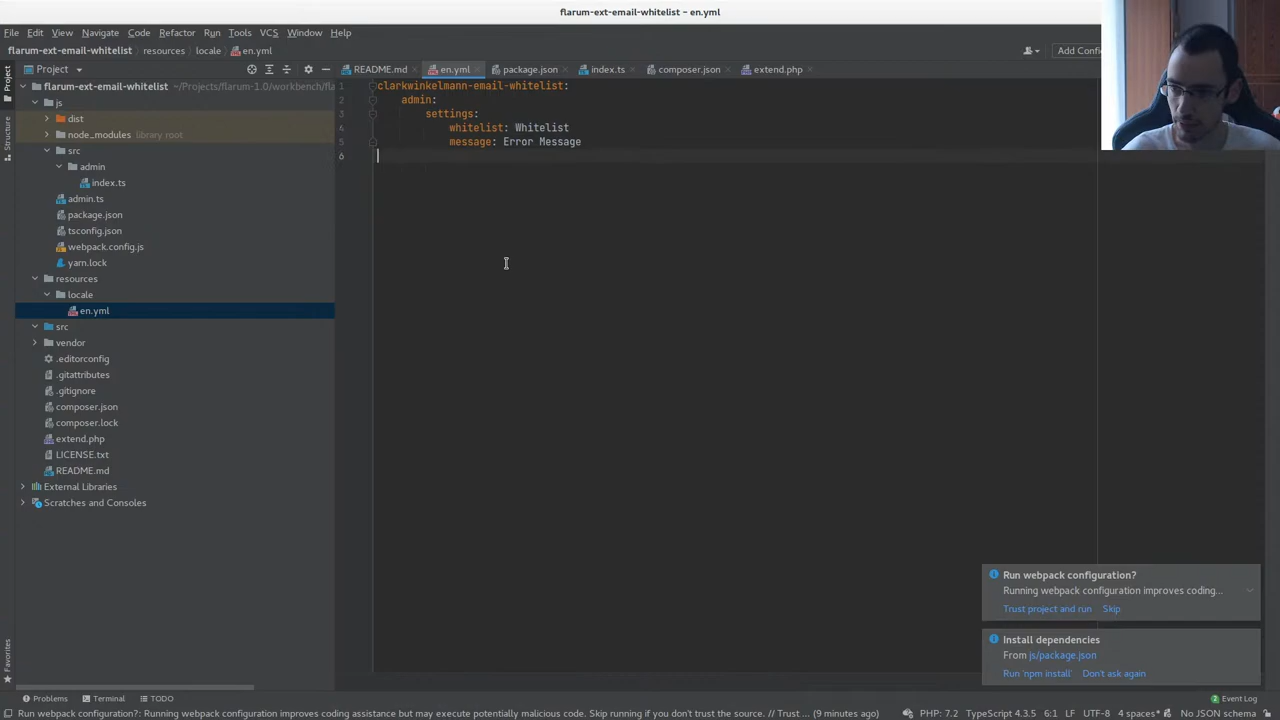 flarum-ext-email-whitelist – en.yml
File Edit View Navigate Code Refactor Run Tools VCS Window Help
flarum-ext-email-whitelist resources locale en.yml Add Confi
Project README.md en.yml package.json index.ts composer.json extend.php
Project
Structure
Favorites
flarum-ext-email-whitelist ~/Projects/flarum-1.0/workbench/fla
js
dist
node_modules library root
src
admin
index.ts
admin.ts
package.json
tsconfig.json
webpack.config.js
yarn.lock
resources
locale
en.yml
src
vendor
.editorconfig
.gitattributes
.gitignore
composer.json
composer.lock
extend.php
LICENSE.txt
README.md
External Libraries
Scratches and Consoles
1 clarkwinkelmann-email-whitelist:
2 admin:
3 settings:
4 whitelist: Whitelist
5 message: Error Message
6
Run webpack configuration?
Running webpack configuration improves coding...
Trust project and run Skip
Install dependencies
From js/package.json
Run 'npm install' Don't ask again
Problems Terminal TODO Event Log
Run webpack configuration?: Running webpack configuration improves coding assistance but may execute potentially malicious code. Skip running if you don't trust the source. // Trust ... (9 minutes ago) PHP: 7.2 TypeScript 4.3.5 6:1 LF UTF-8 4 spaces* No JSON schema